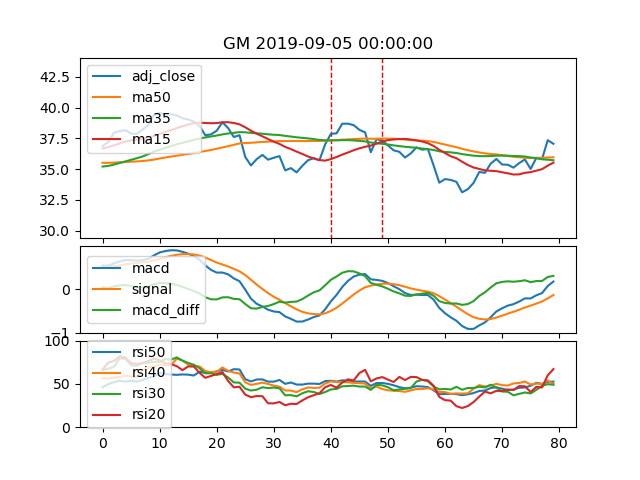 GM 2019-09-05 00:00:00
42.5
40.0
37.5
35.0
32.5
30.0
adj_close
ma50
ma35
ma15
0
−1
macd
signal
macd_diff
100
50
0
rsi50
rsi40
rsi30
rsi20
0 10 20 30 40 50 60 70 80